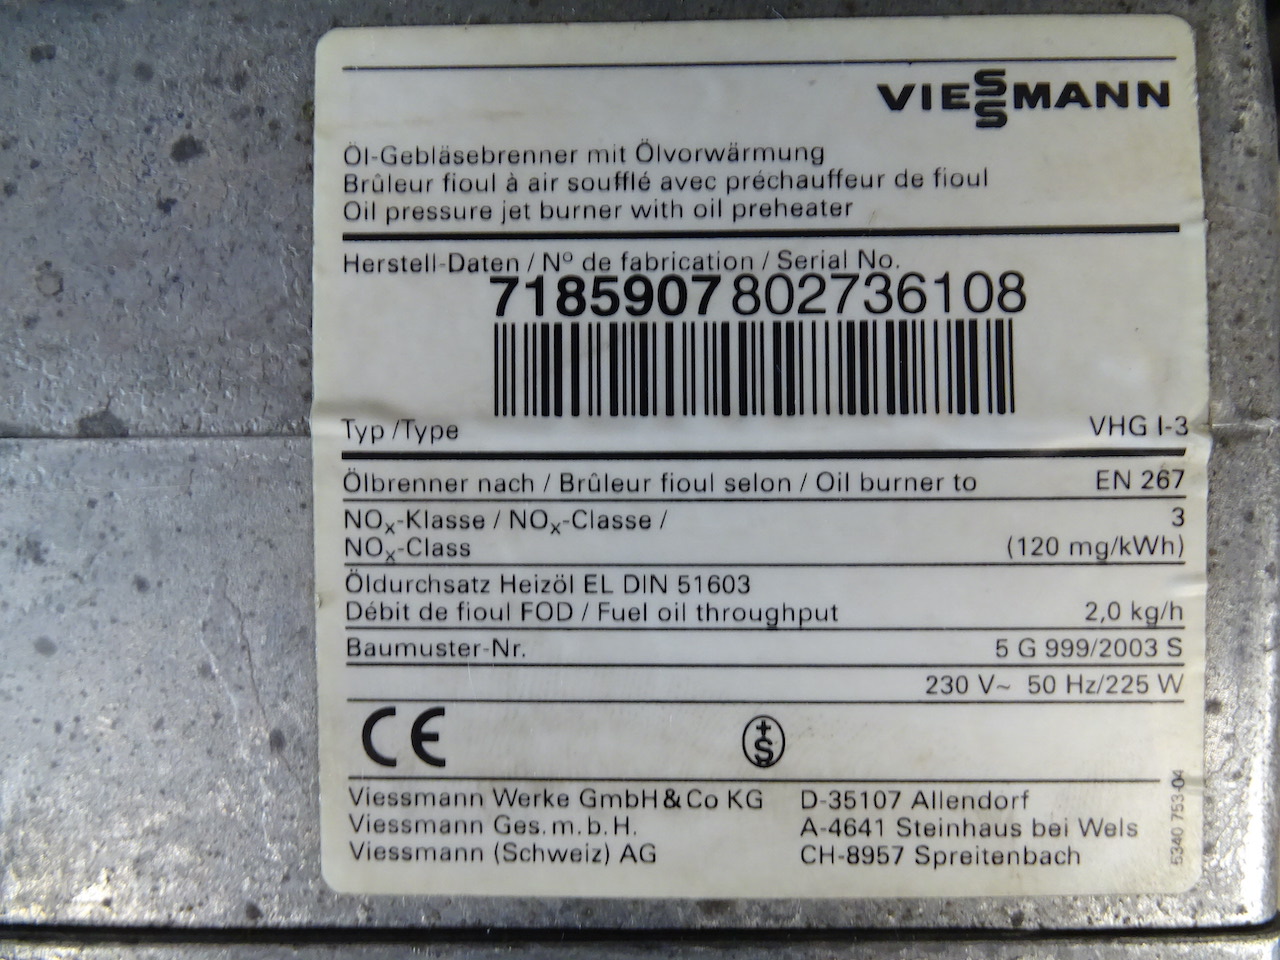 VIESSMANN
Öl-Gebläsebrenner mit Ölvorwärmung
Brûleur fioul à air soufflé avec préchauffeur de fioul
Oil pressure jet burner with oil preheater
Herstell-Daten / Nº de fabrication / Serial No.
7185907802736108
Typ /Type VHG I-3
Ölbrenner nach / Brûleur fioul selon / Oil burner to EN 267
NOx-Klasse / NOx-Classe / 3
NOx-Class (120 mg/kWh)
Öldurchsatz Heizöl EL DIN 51603
Débit de fioul FOD / Fuel oil throughput 2,0 kg/h
Baumuster-Nr. 5 G 999/2003 S
230 V~ 50 Hz/225 W
CE +S
Viessmann Werke GmbH&Co KG D-35107 Allendorf
Viessmann Ges.m.b.H. A-4641 Steinhaus bei Wels
Viessmann (Schweiz) AG CH-8957 Spreitenbach
5340 753-04